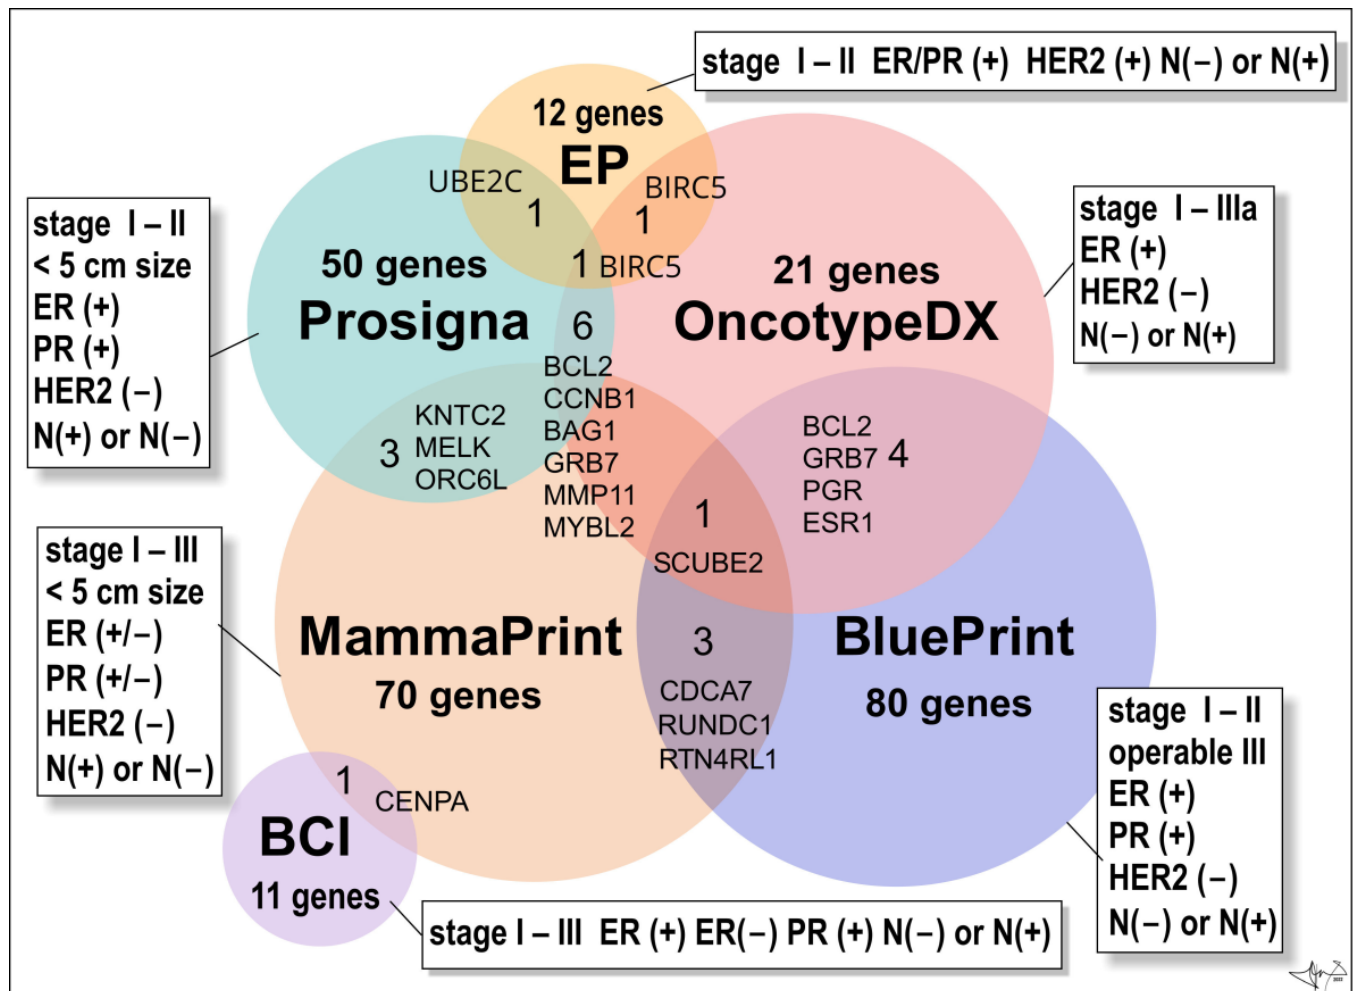 stage I – II ER/PR (+) HER2 (+) N(–) or N(+)
12 genes
EP
UBE2C
1
BIRC5
1
1 BIRC5
stage I – II
< 5 cm size
ER (+)
PR (+)
HER2 (–)
N(+) or N(–)
50 genes
Prosigna
21 genes
OncotypeDX
stage I – IIIa
ER (+)
HER2 (–)
N(–) or N(+)
6
BCL2
CCNB1
BAG1
GRB7
MMP11
MYBL2
3
KNTC2
MELK
ORC6L
BCL2
GRB7
PGR
ESR1
4
1
SCUBE2
stage I – III
< 5 cm size
ER (+/–)
PR (+/–)
HER2 (–)
N(+) or N(–)
MammaPrint
70 genes
3
CDCA7
RUNDC1
RTN4RL1
BluePrint
80 genes
stage I – II
operable III
ER (+)
PR (+)
HER2 (–)
N(–) or N(+)
1
CENPA
BCI
11 genes
stage I – III ER (+) ER(–) PR (+) N(–) or N(+)